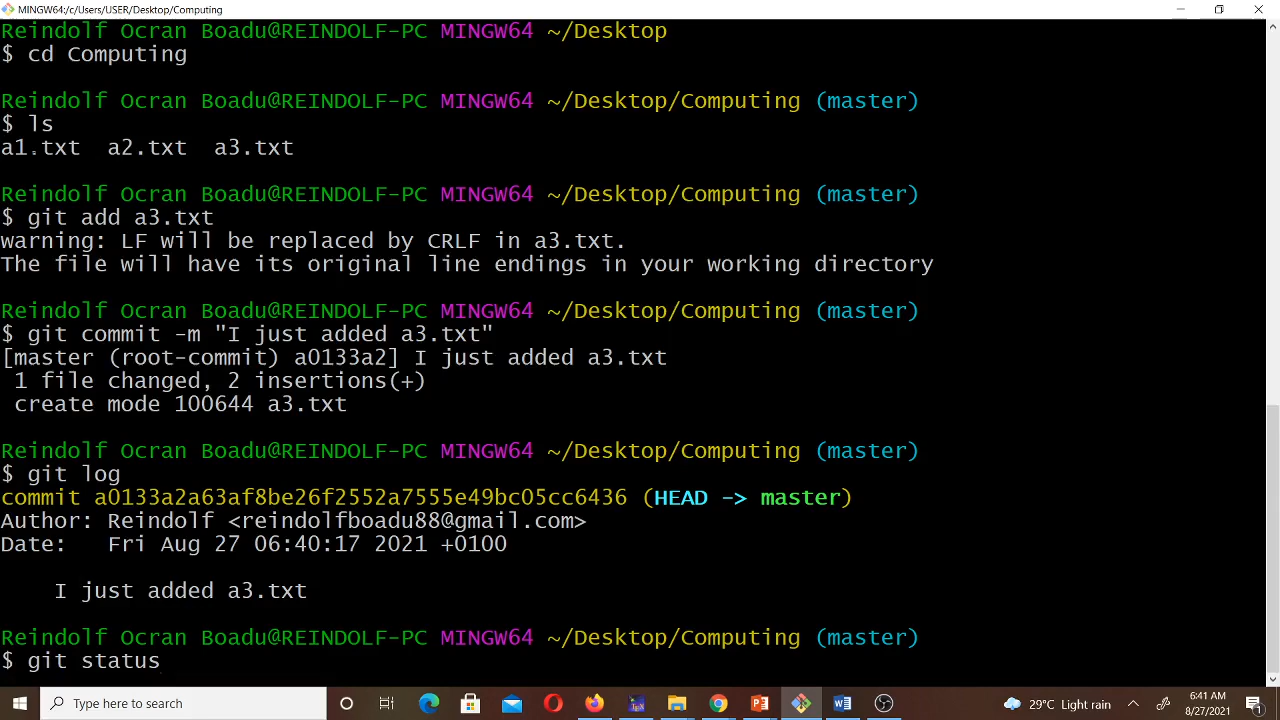 MINGW64:/c/Users/USER/Desktop/Computing
Reindolf Ocran Boadu@REINDOLF-PC MINGW64 ~/Desktop
$ cd Computing
Reindolf Ocran Boadu@REINDOLF-PC MINGW64 ~/Desktop/Computing (master)
$ ls
a1.txt  a2.txt  a3.txt
Reindolf Ocran Boadu@REINDOLF-PC MINGW64 ~/Desktop/Computing (master)
$ git add a3.txt
warning: LF will be replaced by CRLF in a3.txt.
The file will have its original line endings in your working directory
Reindolf Ocran Boadu@REINDOLF-PC MINGW64 ~/Desktop/Computing (master)
$ git commit -m "I just added a3.txt"
[master (root-commit) a0133a2] I just added a3.txt
 1 file changed, 2 insertions(+)
 create mode 100644 a3.txt
Reindolf Ocran Boadu@REINDOLF-PC MINGW64 ~/Desktop/Computing (master)
$ git log
commit a0133a2a63af8be26f2552a7555e49bc05cc6436 (HEAD -> master)
Author: Reindolf <reindolfboadu88@gmail.com>
Date:   Fri Aug 27 06:40:17 2021 +0100
    I just added a3.txt
Reindolf Ocran Boadu@REINDOLF-PC MINGW64 ~/Desktop/Computing (master)
$ git status
Type here to search
29°C Light rain
6:41 AM
8/27/2021